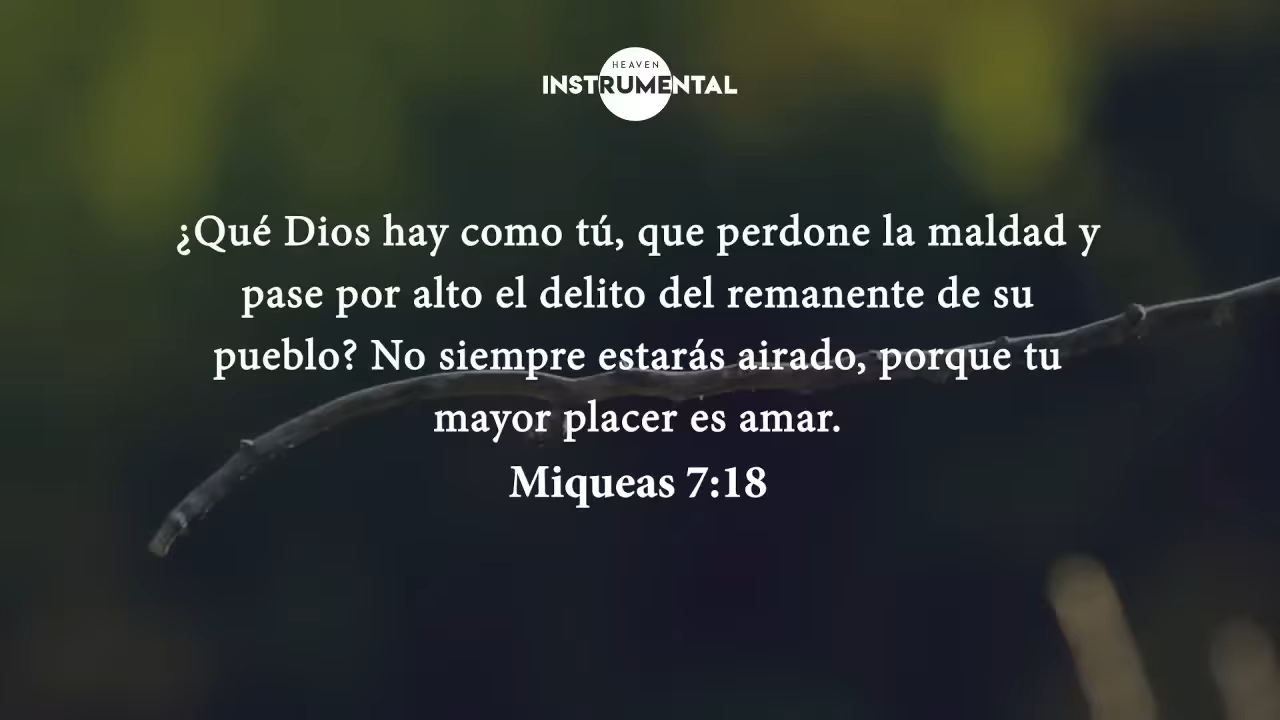 HEAVEN
INSTRUMENTAL
¿Qué Dios hay como tú, que perdone la maldad y
pase por alto el delito del remanente de su
pueblo? No siempre estarás airado, porque tu
mayor placer es amar.
Miqueas 7:18